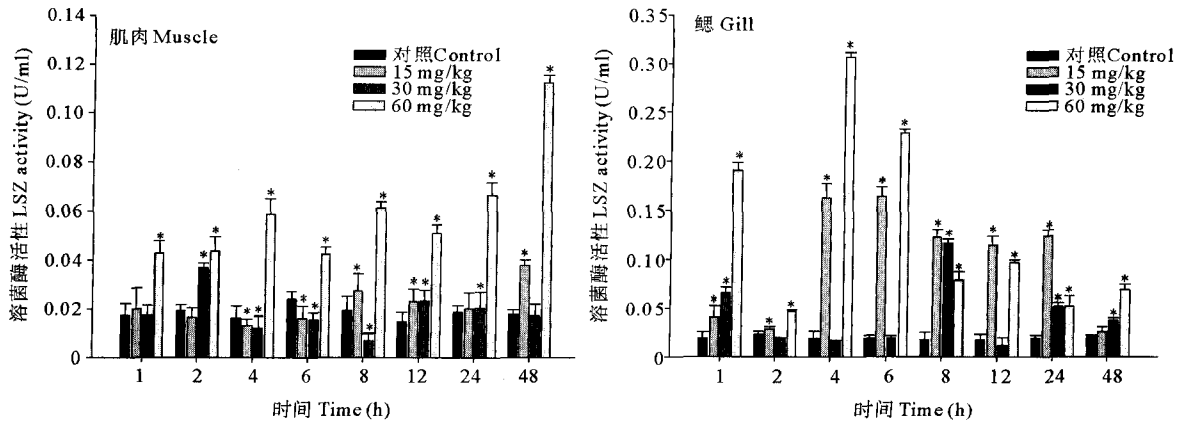 肌肉 Muscle
对照Control
15 mg/kg
30 mg/kg
60 mg/kg
溶菌酶活性 LSZ activity (U/ml)
0.14
0.12
0.10
0.08
0.06
0.04
0.02
0
1 2 4 6 8 12 24 48
时间 Time (h)
鳃 Gill
对照Control
15 mg/kg
30 mg/kg
60 mg/kg
溶菌酶活性 LSZ activity (U/ml)
0.35
0.30
0.25
0.20
0.15
0.10
0.05
0
1 2 4 6 8 12 24 48
时间 Time (h)